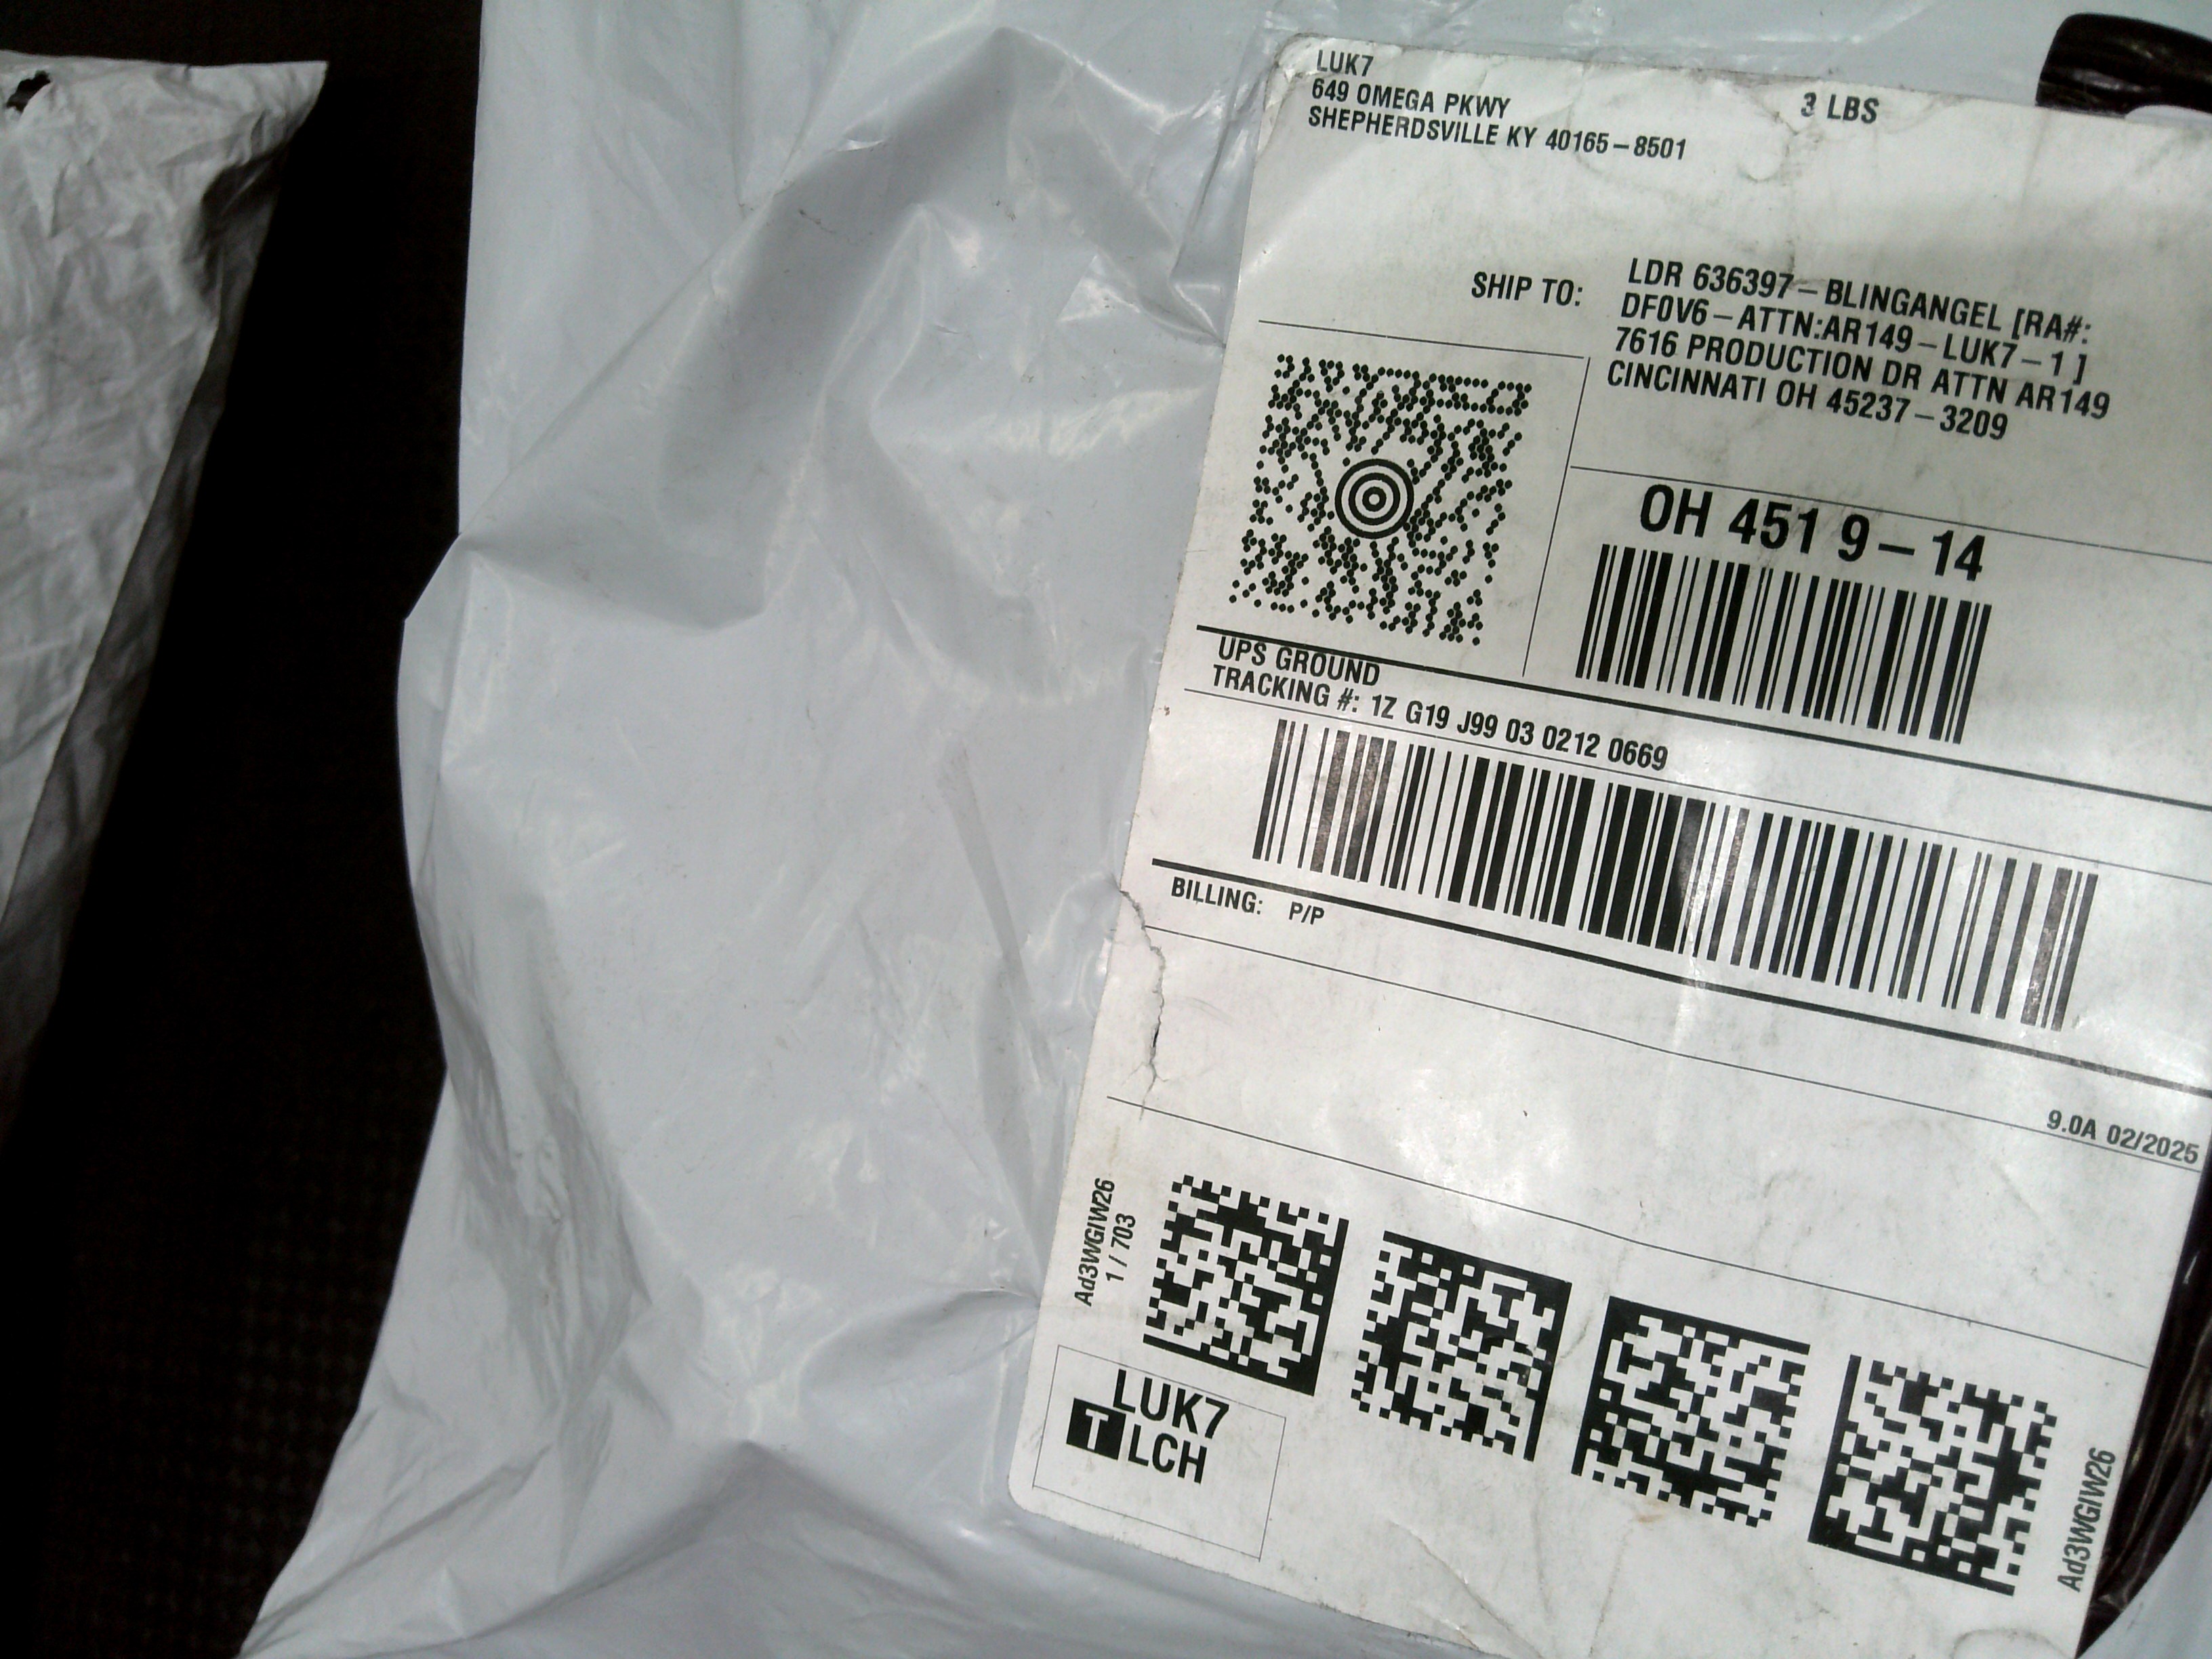 LUK7
649 OMEGA PKWY
SHEPHERDSVILLE KY 40165-8501
3 LBS
SHIP TO:
LDR 636397-BLINGANGEL [RA#:
DF0V6-ATTN:AR149-LUK7-1 ]
7616 PRODUCTION DR ATTN AR149
CINCINNATI OH 45237-3209
OH 451 9-14
UPS GROUND
TRACKING #: 1Z G19 J99 03 0212 0669
BILLING: P/P
9.0A 02/2025
Ad3WGIW26
1 / 703
LUK7
T LCH
Ad3WGIW26